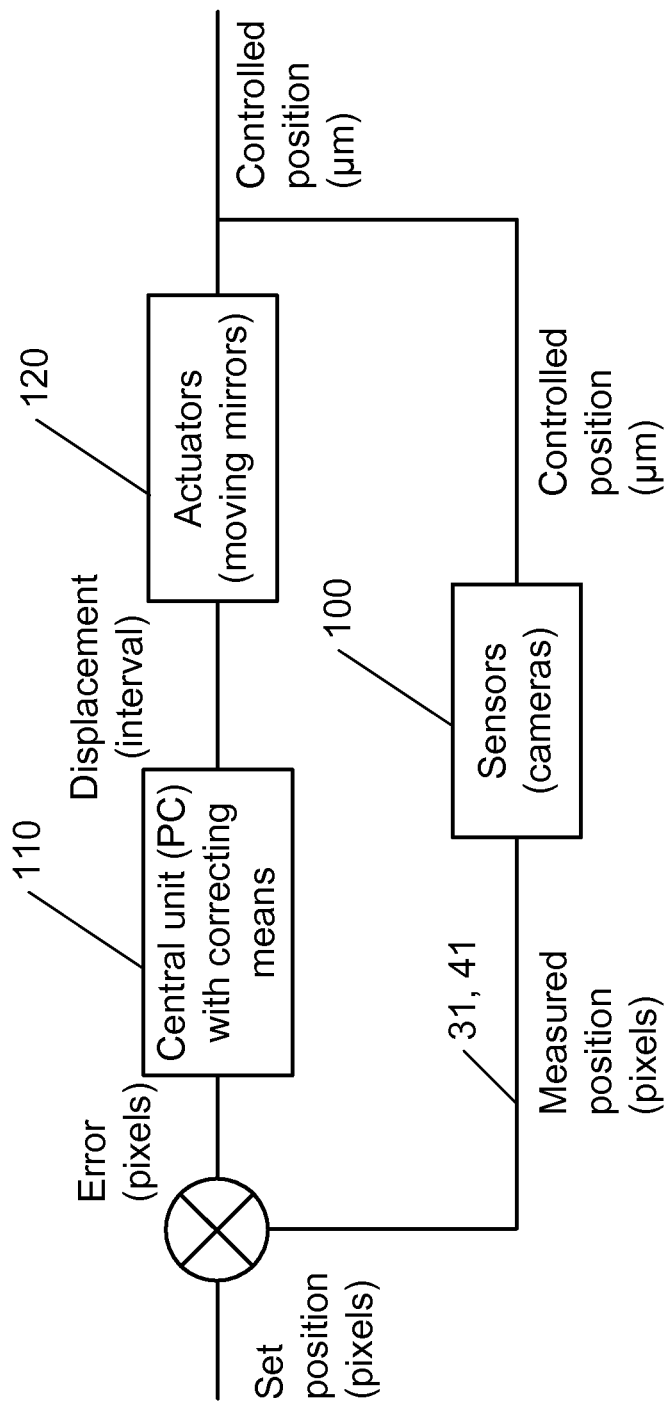 Set
position
(pixels)
Error
(pixels)
110
Central unit (PC)
with correcting
means
Displacement
(interval)
120
Actuators
(moving mirrors)
Controlled
position
(µm)
31, 41
Measured
position
(pixels)
100
Sensors
(cameras)
Controlled
position
(µm)